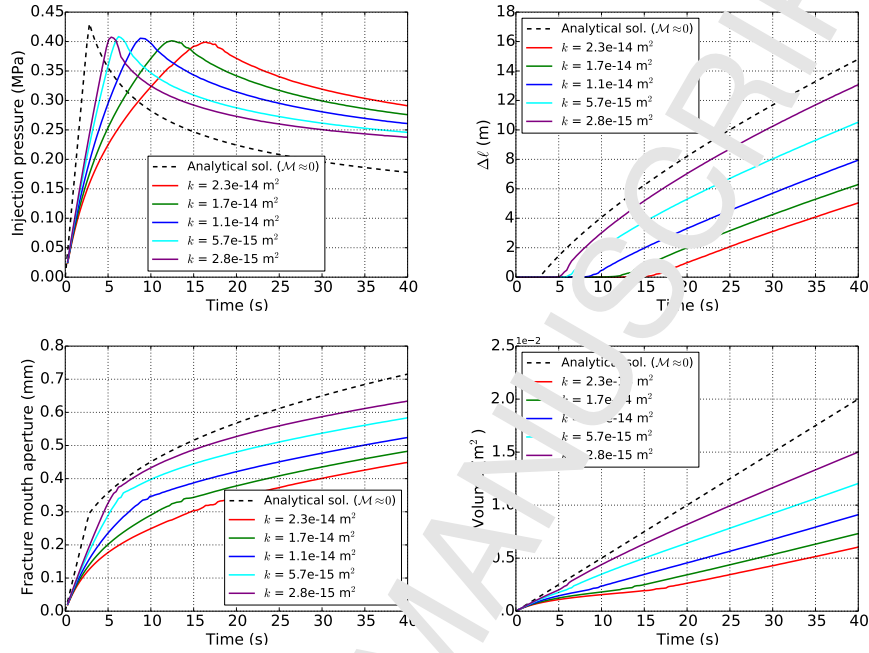 0.45
0.40
0.35
0.30
0.25
0.20
0.15
0.10
0.05
0.00
Injection pressure (MPa)
Analytical sol. (ℳ≈0)
k = 2.3e-14 m²
k = 1.7e-14 m²
k = 1.1e-14 m²
k = 5.7e-15 m²
k = 2.8e-15 m²
0 5 10 15 20 25 30 35 40
Time (s)
18
16
14
12
10
8
6
4
2
0
Δℓ (m)
Analytical sol. (ℳ≈0)
k = 2.3e-14 m²
k = 1.7e-14 m²
k = 1.1e-14 m²
k = 5.7e-15 m²
k = 2.8e-15 m²
0 5 10 15 20 25 30 35 40
Time (s)
0.8
0.7
0.6
0.5
0.4
0.3
0.2
0.1
0.0
Fracture mouth aperture (mm)
Analytical sol. (ℳ≈0)
k = 2.3e-14 m²
k = 1.7e-14 m²
k = 1.1e-14 m²
k = 5.7e-15 m²
k = 2.8e-15 m²
0 5 10 15 20 25 30 35 40
Time (s)
1e-2
2.5
2.0
1.5
1.0
0.5
0.0
m²)
Analytical sol. (ℳ≈0)
k = 2.3e- m²
k = 1.7e-14 m²
-14 m²
5.7e-15 m²
2.8e-15 m²
0 5 10 15 20 25 30 35 40
Time (s)
MANUSCRIP